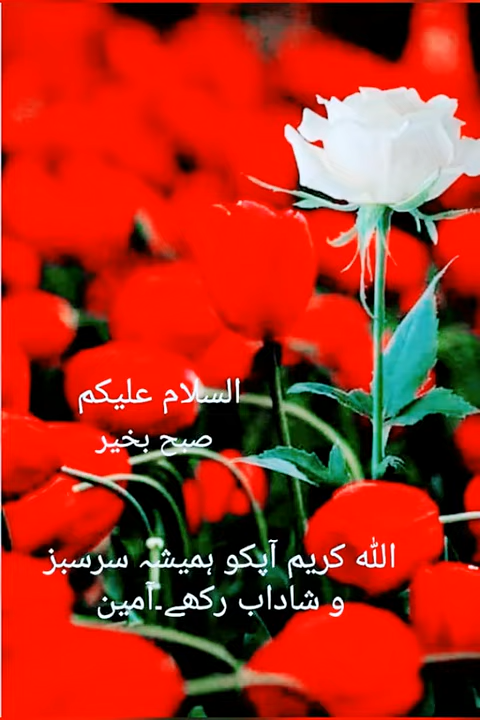 السلام علیکم
صبح بخیر
اللہ کریم آپکو ہمیشہ سرسبز
و شاداب رکھے۔آمین